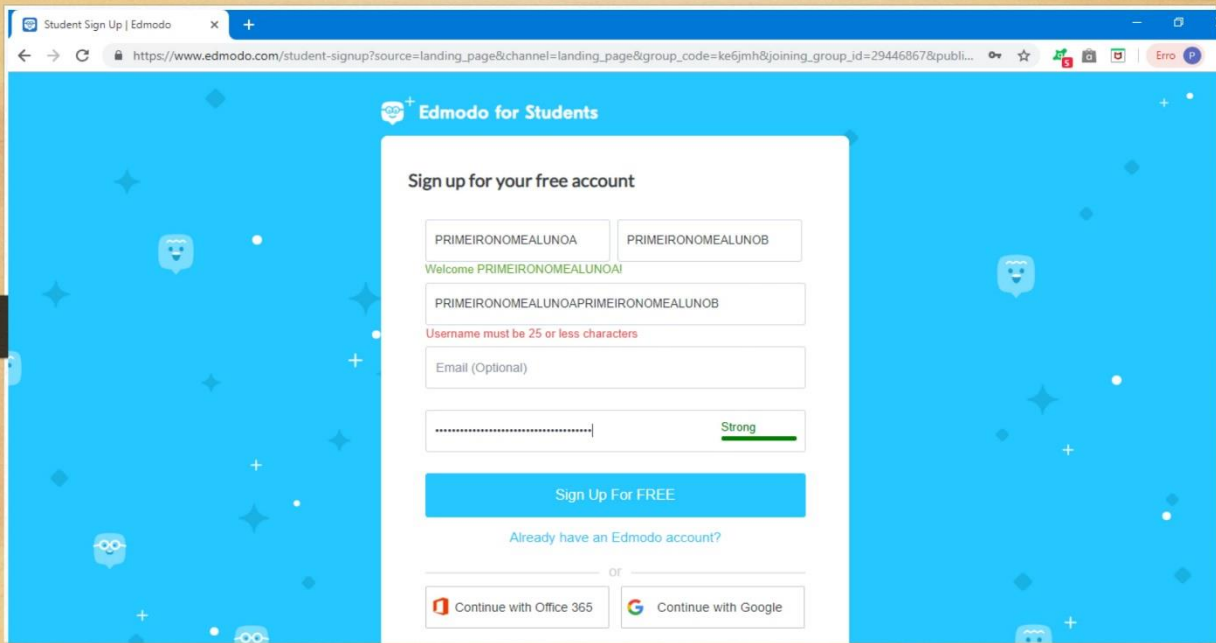 Student Sign Up | Edmodo
https://www.edmodo.com/student-signup?source=landing_page&channel=landing_page&group_code=ke6jmh&joining_group_id=29446867&publi...
5
Erro P
Edmodo for Students
Sign up for your free account
PRIMEIRONOMEALUNOA PRIMEIRONOMEALUNOB
Welcome PRIMEIRONOMEALUNOA!
PRIMEIRONOMEALUNOAPRIMEIRONOMEALUNOB
Username must be 25 or less characters
Email (Optional)
Strong
Sign Up For FREE
Already have an Edmodo account?
or
Continue with Office 365 Continue with Google